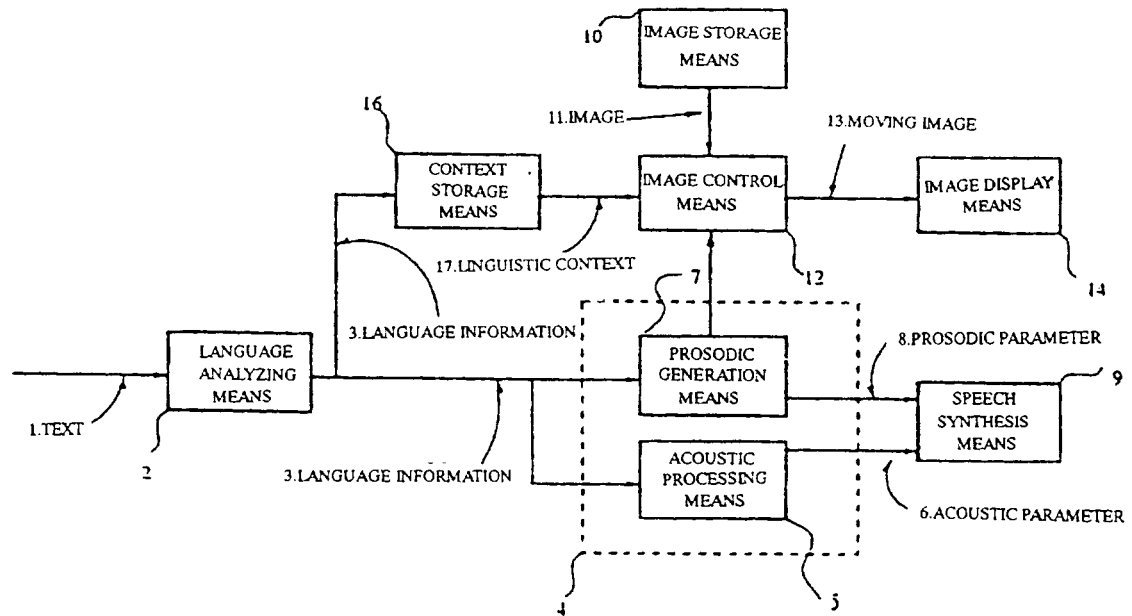 10
IMAGE STORAGE
MEANS
11.IMAGE
13.MOVING IMAGE
16
CONTEXT
STORAGE
MEANS
IMAGE CONTROL
MEANS
IMAGE DISPLAY
MEANS
17.LINGUISTIC CONTEXT
7
12
14
3.LANGUAGE INFORMATION
8.PROSODIC PARAMETER
LANGUAGE
ANALYZING
MEANS
PROSODIC
GENERATION
MEANS
9
SPEECH
SYNTHESIS
MEANS
1.TEXT
2
3.LANGUAGE INFORMATION
ACOUSTIC
PROCESSING
MEANS
6.ACOUSTIC PARAMETER
4
5